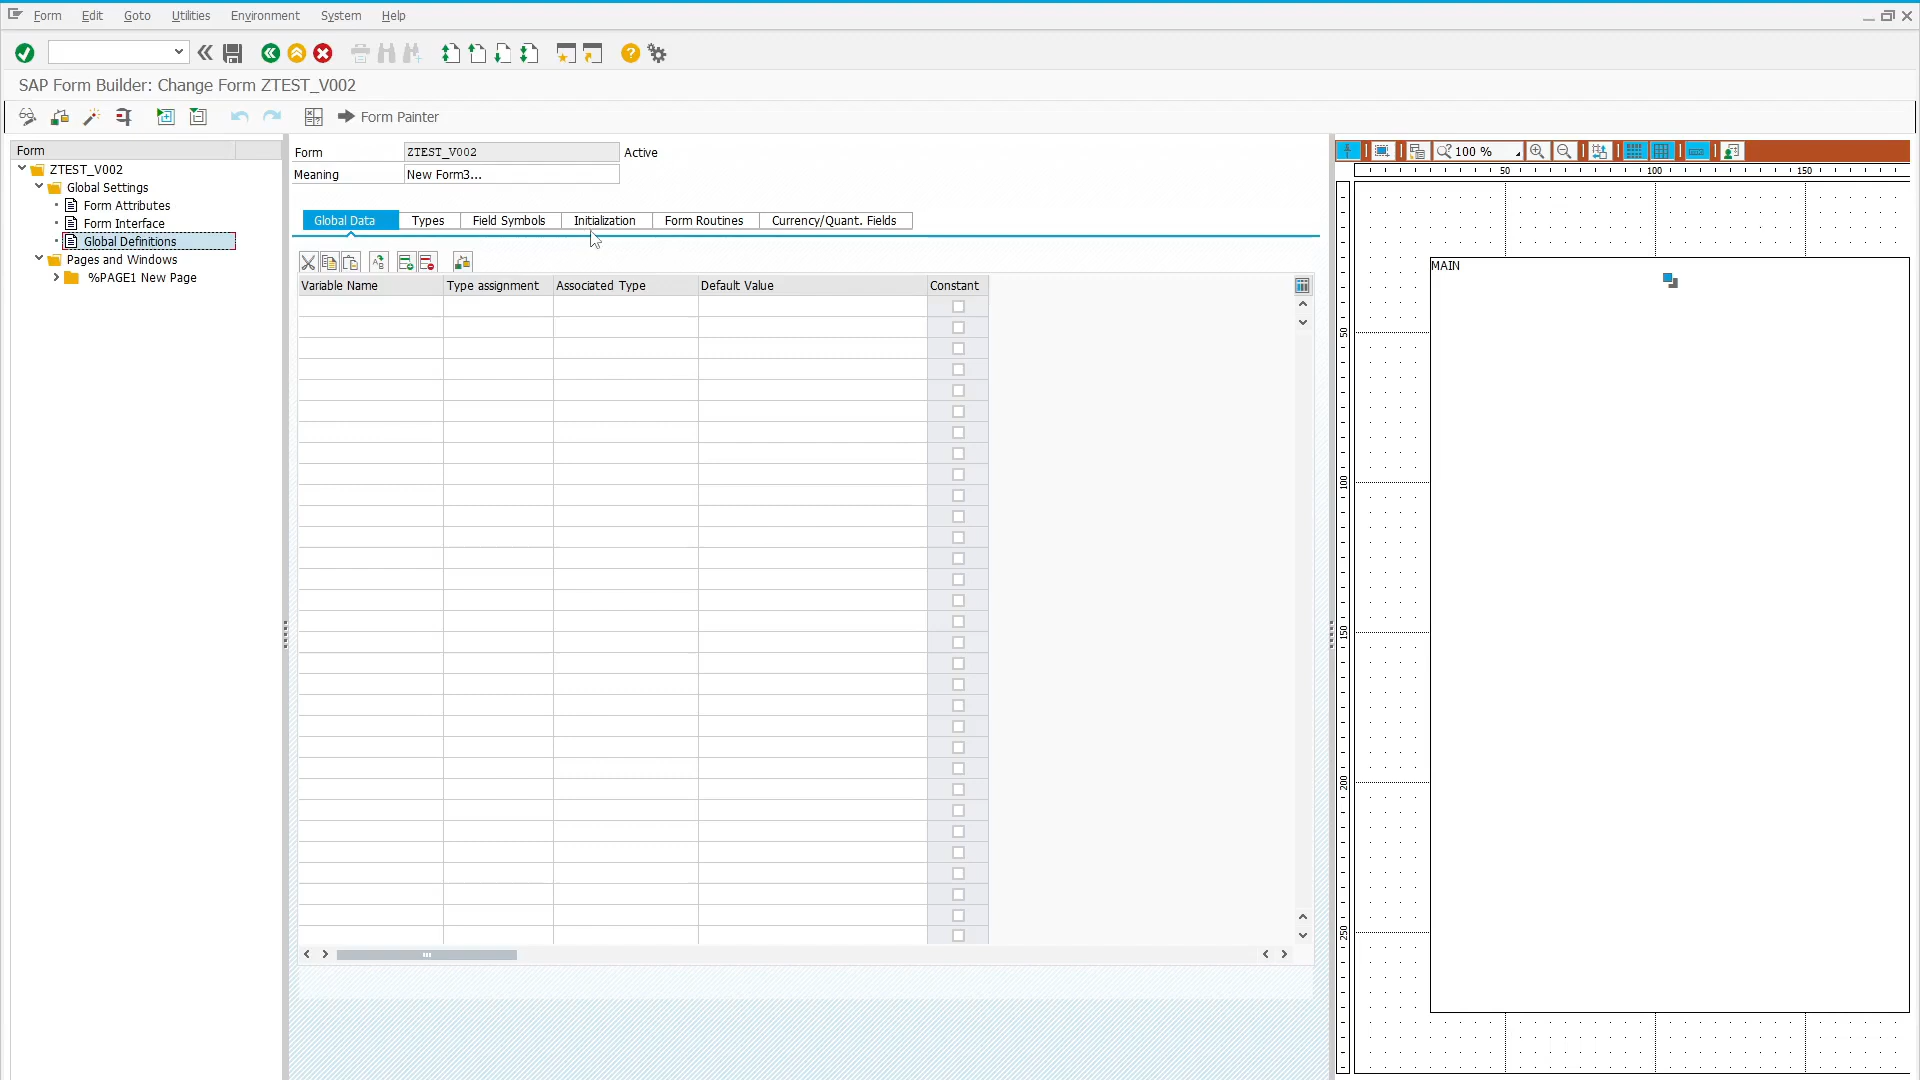 Form Edit Goto Utilities Environment System Help
SAP Form Builder: Change Form ZTEST_V002
Form Painter
Form
ZTEST_V002
Global Settings
Form Attributes
Form Interface
Global Definitions
Pages and Windows
%PAGE1 New Page
Form ZTEST_V002 Active
Meaning New Form3...
Global Data Types Field Symbols Initialization Form Routines Currency/Quant. Fields
Variable Name Type assignment Associated Type Default Value Constant
100 %
50 100 150
MAIN
50
100
150
200
250